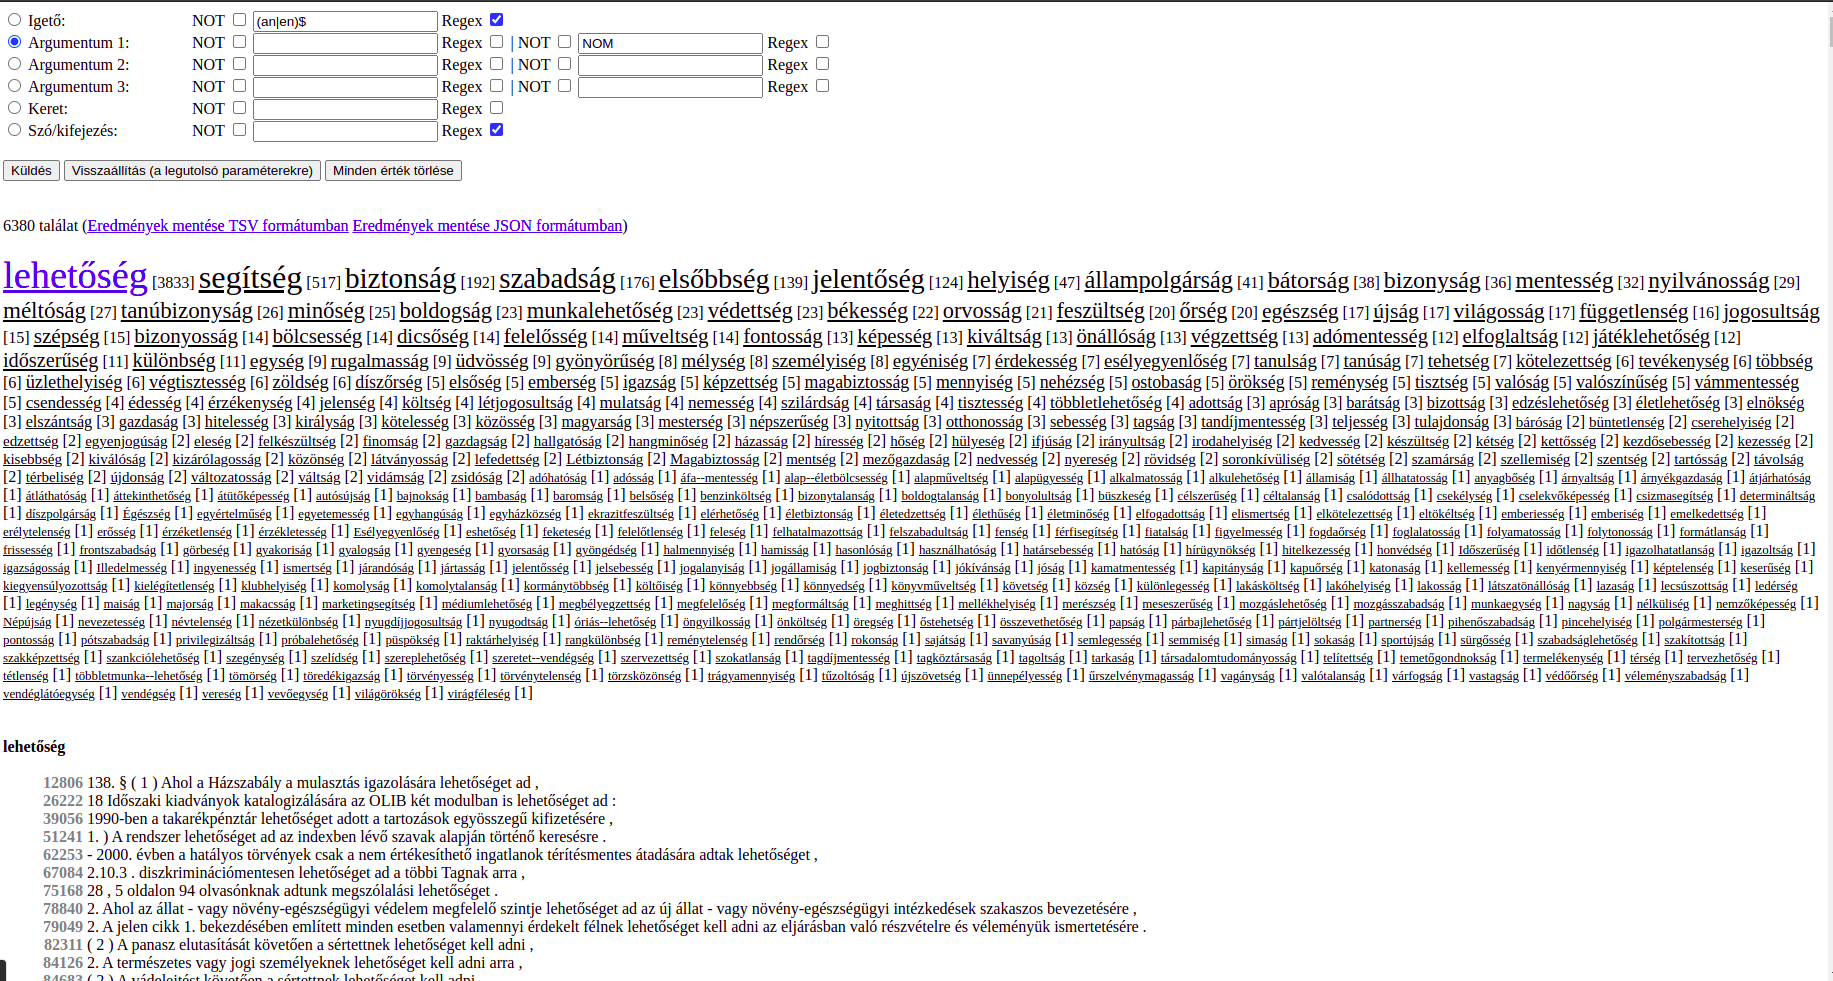 Igető: NOT (an|en)$ Regex
Argumentum 1: NOT Regex | NOT NOM Regex
Argumentum 2: NOT Regex | NOT Regex
Argumentum 3: NOT Regex | NOT Regex
Keret: NOT Regex
Szó/kifejezés: NOT Regex
Küldés Visszaállítás (a legutolsó paraméterekre) Minden érték törlése
6380 találat (Eredmények mentése TSV formátumban Eredmények mentése JSON formátumban)
lehetőség [3833] segítség [517] biztonság [192] szabadság [176] elsőbbség [139] jelentőség [124] helyiség [47] állampolgárság [41] bátorság [38] bizonyság [36] mentesség [32] nyilvánosság [29]
méltóság [27] tanúbizonyság [26] minőség [25] boldogság [23] munkalehetőség [23] védettség [23] békesség [22] orvosság [21] feszültség [20] őrség [20] egészség [17] újság [17] világosság [17] függetlenség [16] jogosultság
[15] szépség [15] bizonyosság [14] bölcsesség [14] dicsőség [14] felelősség [14] műveltség [14] fontosság [13] képesség [13] kiváltság [13] önállóság [13] végzettség [13] adómentesség [12] elfoglaltság [12] játéklehetőség [12]
időszerűség [11] különbség [11] egység [9] rugalmasság [9] üdvösség [9] gyönyörűség [8] mélység [8] személyiség [8] egyéniség [7] érdekesség [7] esélyegyenlőség [7] tanulság [7] tanúság [7] tehetség [7] kötelezettség [6] tevékenység [6] többség
[6] üzlethelyiség [6] végtisztesség [6] zöldség [6] díszőrség [5] elsőség [5] emberség [5] igazság [5] képzettség [5] magabiztosság [5] mennyiség [5] nehézség [5] ostobaság [5] örökség [5] reménység [5] tisztség [5] valóság [5] valószínűség [5] vámmentesség
[5] csendesség [4] édesség [4] érzékenység [4] jelenség [4] költség [4] létjogosultság [4] mulatság [4] nemesség [4] szilárdság [4] társaság [4] tisztesség [4] többletlehetőség [4] adottság [3] apróság [3] barátság [3] bizottság [3] edzéslehetőség [3] életlehetőség [3] elnökség
[3] elszántság [3] gazdaság [3] hitelesség [3] királyság [3] kötelesség [3] közösség [3] magyarság [3] mesterség [3] népszerűség [3] nyitottság [3] otthonosság [3] sebesség [3] tagság [3] tandíjmentesség [3] teljesség [3] tulajdonság [3] báróság [2] büntetlenség [2] cserehelyiség [2]
edzettség [2] egyenjogúság [2] eleség [2] felkészültség [2] finomság [2] gazdagság [2] hallgatóság [2] hangminőség [2] házasság [2] híresség [2] hőség [2] hülyeség [2] ifjúság [2] irányultság [2] irodahelyiség [2] kedvesség [2] készültség [2] kétség [2] kettősség [2] kezdősebesség [2] kezesség [2]
kisebbség [2] kiválóság [2] kizárólagosság [2] közönség [2] látványosság [2] lefedettség [2] Létbiztonság [2] Magabiztosság [2] mentség [2] mezőgazdaság [2] nedvesség [2] nyereség [2] rövidség [2] soronkívüliség [2] sötétség [2] szamárság [2] szellemiség [2] szentség [2] tartósság [2] távolság
[2] térbeliség [2] újdonság [2] változatosság [2] váltság [2] vidámság [2] zsidóság [2] adóhatóság [1] adósság [1] áfa--mentesség [1] alap--életbölcsesség [1] alapműveltség [1] alapügyesség [1] alkalmatosság [1] alkulehetőség [1] államiság [1] állhatatosság [1] anyagbőség [1] árnyaltság [1] árnyékgazdaság [1] átjárhatóság
[1] átláthatóság [1] áttekinthetőség [1] átütőképesség [1] autósújság [1] bajnokság [1] bambaság [1] baromság [1] belsőség [1] benzinköltség [1] bizonytalanság [1] boldogtalanság [1] bonyolultság [1] büszkeség [1] célszerűség [1] céltalanság [1] csalódottság [1] csekélység [1] cselekvőképesség [1] csizmasegítség [1] determináltság
[1] díszpolgárság [1] Égészség [1] egyértelműség [1] egyetemesség [1] egyhangúság [1] egyházközség [1] ekrazitfeszültség [1] elérhetőség [1] életbiztonság [1] életedzettség [1] élethűség [1] életminőség [1] elfogadottság [1] elismertség [1] elkötelezettség [1] eltökéltség [1] emberiesség [1] emberiség [1] emelkedettség [1]
erélytelenség [1] erősség [1] érzéketlenség [1] érzékletesség [1] Esélyegyenlőség [1] eshetőség [1] feketeség [1] felelőtlenség [1] feleség [1] felhatalmazottság [1] felszabadultság [1] fenség [1] férfisegítség [1] fiatalság [1] figyelmesség [1] fogdaőrség [1] foglalatosság [1] folyamatosság [1] folytonosság [1] formátlanság [1]
frissesség [1] frontszabadság [1] görbeség [1] gyakoriság [1] gyalogság [1] gyengeség [1] gyorsaság [1] gyöngédség [1] halmennyiség [1] hamisság [1] hasonlóság [1] használhatóság [1] határsebesség [1] hatóság [1] hírügynökség [1] hitelkezesség [1] honvédség [1] Időszerűség [1] időtlenség [1] igazolhatatlanság [1] igazoltság [1]
igazságosság [1] Illedelmesség [1] ingyenesség [1] ismertség [1] járandóság [1] jártasság [1] jelentősség [1] jelsebesség [1] jogalanyiság [1] jogállamiság [1] jogbiztonság [1] jókívánság [1] jóság [1] kamatmentesség [1] kapitányság [1] kapuőrség [1] katonaság [1] kellemesség [1] kenyérmennyiség [1] képtelenség [1] keserűség [1]
kiegyensúlyozottság [1] kielégítetlenség [1] klubhelyiség [1] komolyság [1] komolytalanság [1] kormánytöbbség [1] költőiség [1] könnyebbség [1] könnyedség [1] könyvműveltség [1] követség [1] község [1] különlegesség [1] lakásköltség [1] lakóhelyiség [1] lakosság [1] látszatönállóság [1] lazaság [1] lecsúszottság [1] ledérség
[1] legénység [1] maiság [1] majorság [1] makacsság [1] marketingsegítség [1] médiumlehetőség [1] megbélyegzettség [1] megfelelőség [1] megformáltság [1] meghittség [1] mellékhelyiség [1] merészség [1] meseszerűség [1] mozgáslehetőség [1] mozgásszabadság [1] munkaegység [1] nagyság [1] nélküliség [1] nemzőképesség [1]
Népújság [1] nevezetesség [1] névtelenség [1] nézetkülönbség [1] nyugdíjjogosultság [1] nyugodtság [1] óriás--lehetőség [1] öngyilkosság [1] önköltség [1] öregség [1] őstehetség [1] összevethetőség [1] papság [1] párbajlehetőség [1] pártjelöltség [1] partnerség [1] pihenőszabadság [1] pincehelyiség [1] polgármesterség [1]
pontosság [1] pótszabadság [1] privilegizáltság [1] próbalehetőség [1] püspökség [1] raktárhelyiség [1] rangkülönbség [1] reménytelenség [1] rendőrség [1] rokonság [1] sajátság [1] savanyúság [1] semlegesség [1] semmiség [1] simaság [1] sokaság [1] sportújság [1] sürgősség [1] szabadságlehetőség [1] szakítottság [1]
szakképzettség [1] szankciólehetőség [1] szegénység [1] szelídség [1] szereplehetőség [1] szeretet--vendégség [1] szervezettség [1] szokatlanság [1] tagdíjmentesség [1] tagköztársaság [1] tagoltság [1] tarkaság [1] társadalomtudományosság [1] telítettség [1] temetőgondnokság [1] termelékenység [1] térség [1] tervezhetőség [1]
tétlenség [1] többletmunka--lehetőség [1] tömörség [1] töredékigazság [1] törvényesség [1] törvénytelenség [1] törzsközönség [1] trágyamennyiség [1] tűzoltóság [1] újszövetség [1] ünnepélyesség [1] űrszelvénymagasság [1] vagányság [1] valótalanság [1] várfogság [1] vastagság [1] védőőrség [1] véleményszabadság [1]
vendéglátóegység [1] vendégség [1] vereség [1] vevőegység [1] világörökség [1] virágféleség [1]
lehetőség
12806 138. § ( 1 ) Ahol a Házszabály a mulasztás igazolására lehetőséget ad ,
26222 18 Időszaki kiadványok katalogizálására az OLIB két modulban is lehetőséget ad :
39056 1990-ben a takarékpénztár lehetőséget adott a tartozások egyösszegű kifizetésére ,
51241 1. ) A rendszer lehetőséget ad az indexben lévő szavak alapján történő keresésre .
62253 - 2000. évben a hatályos törvények csak a nem értékesíthető ingatlanok térítésmentes átadására adtak lehetőséget ,
67084 2.10.3 . diszkriminációmentesen lehetőséget ad a többi Tagnak arra ,
75168 28 , 5 oldalon 94 olvasónknak adtunk megszólalási lehetőséget .
78840 2. Ahol az állat - vagy növény-egészségügyi védelem megfelelő szintje lehetőséget ad az új állat - vagy növény-egészségügyi intézkedések szakaszos bevezetésére ,
79049 2. A jelen cikk 1. bekezdésében említett minden esetben valamennyi érdekelt félnek lehetőséget kell adni az eljárásban való részvételre és véleményük ismertetésére .
82311 ( 2 ) A panasz elutasítását követően a sértettnek lehetőséget kell adni ,
84126 2. A természetes vagy jogi személyeknek lehetőséget kell adni arra ,
84683 ( 2 ) A vádelejtést követően a sértettnek lehetőséget kell adni